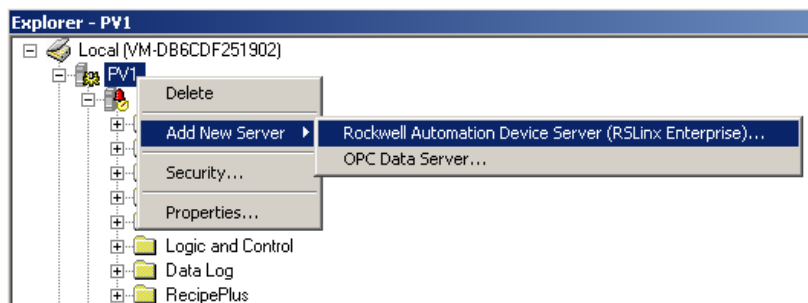 Explorer - PV1
Local (VM-DB6CDF251902)
PV1
Delete
Add New Server
Rockwell Automation Device Server (RSLinx Enterprise)...
OPC Data Server...
Security...
Properties...
Logic and Control
Data Log
RecipePlus